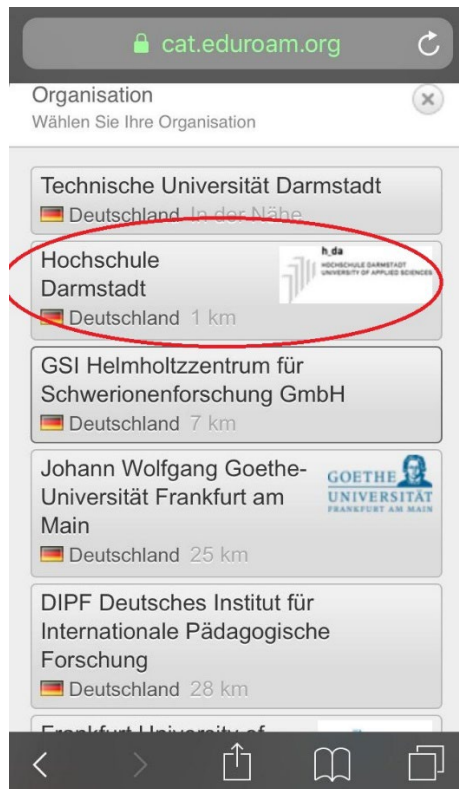 cat.eduroam.org
Organisation
Wählen Sie Ihre Organisation
Technische Universität Darmstadt
Deutschland In der Nähe
Hochschule
Darmstadt
Deutschland 1 km
h_da
HOCHSCHULE DARMSTADT
UNIVERSITY OF APPLIED SCIENCES
GSI Helmholtzzentrum für
Schwerionenforschung GmbH
Deutschland 7 km
Johann Wolfgang Goethe-
Universität Frankfurt am
Main
Deutschland 25 km
GOETHE
UNIVERSITÄT
FRANKFURT AM MAIN
DIPF Deutsches Institut für
Internationale Pädagogische
Forschung
Deutschland 28 km
Frankfurt University of